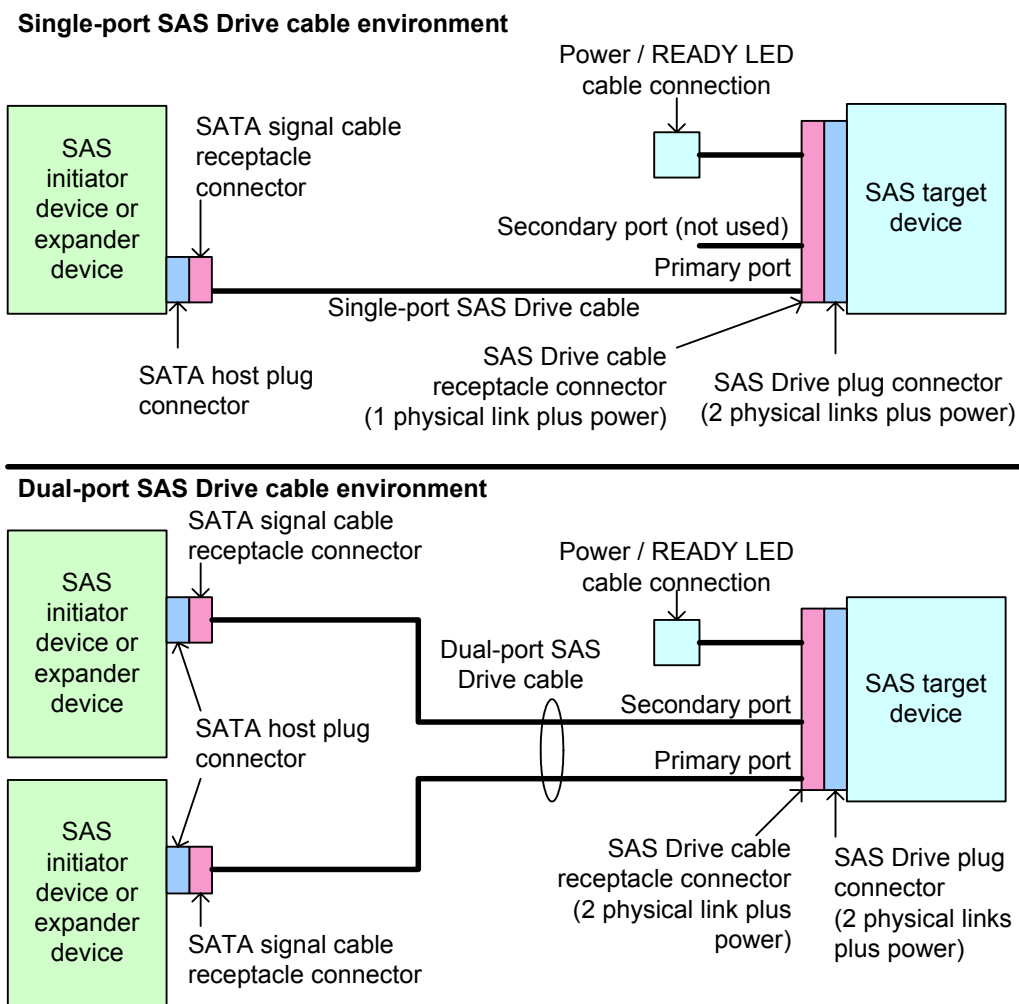 Single-port SAS Drive cable environment
Power / READY LED
cable connection
SAS
initiator
device or
expander
device
SATA signal cable
receptacle
connector
SAS target
device
Secondary port (not used)
Primary port
Single-port SAS Drive cable
SATA host plug
connector
SAS Drive cable
receptacle connector
(1 physical link plus power)
SAS Drive plug connector
(2 physical links plus power)
Dual-port SAS Drive cable environment
SATA signal cable
receptacle connector
SAS
initiator
device or
expander
device
Power / READY LED
cable connection
Dual-port SAS
Drive cable
SAS target
device
Secondary port
SATA host plug
connector
Primary port
SAS
initiator
device or
expander
device
SAS Drive cable
receptacle connector
(2 physical link plus
power)
SAS Drive plug
connector
(2 physical links
plus power)
SATA signal cable
receptacle connector